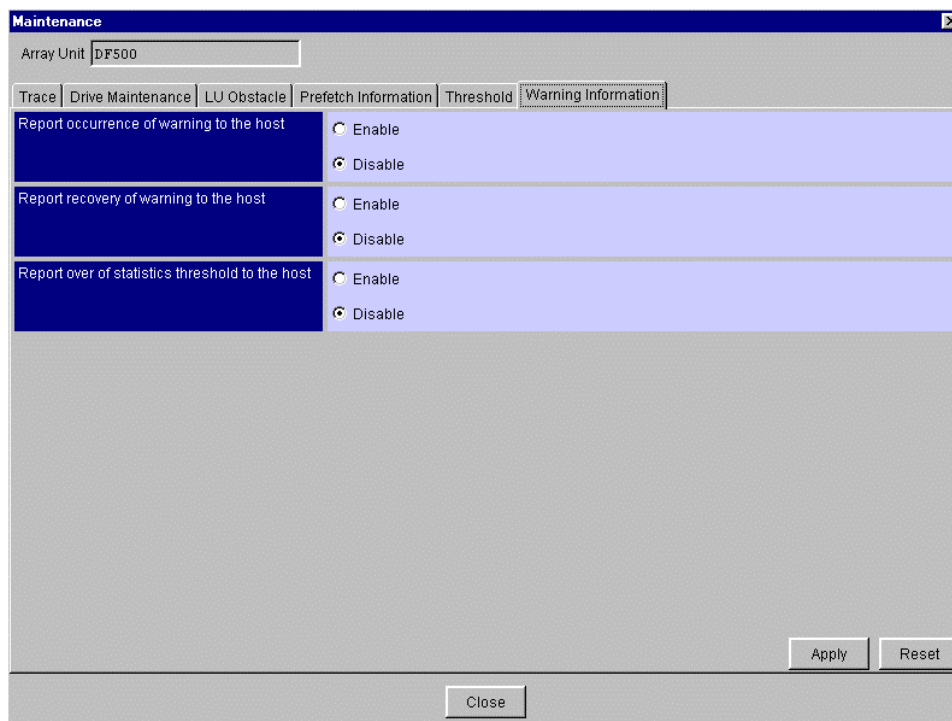 Maintenance
Array Unit DF500
Trace Drive Maintenance LU Obstacle Prefetch Information Threshold Warning Information
Report occurrence of warning to the host
Enable
Disable
Report recovery of warning to the host
Enable
Disable
Report over of statistics threshold to the host
Enable
Disable
Apply Reset
Close